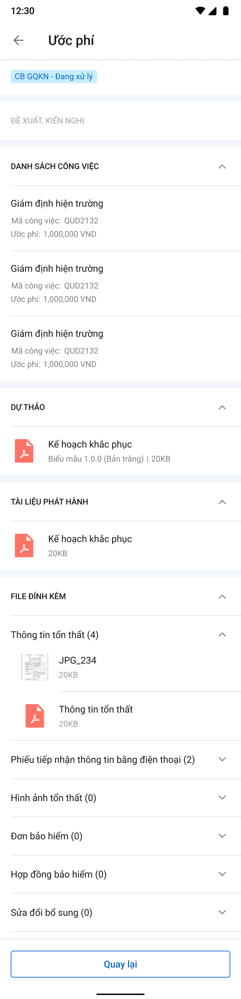 12:30
Ước phí
CB GQKN - Đang xử lý
ĐỀ XUẤT, KIẾN NGHỊ
DANH SÁCH CÔNG VIỆC
Giám định hiện trường
Mã công việc: QUD2132
Ước phí: 1,000,000 VND
Giám định hiện trường
Mã công việc: QUD2132
Ước phí: 1,000,000 VND
Giám định hiện trường
Mã công việc: QUD2132
Ước phí: 1,000,000 VND
DỰ THẢO
Kế hoạch khắc phục
Biểu mẫu 1.0.0 (Bản trắng) | 20KB
TÀI LIỆU PHÁT HÀNH
Kế hoạch khắc phục
20KB
FILE ĐÍNH KÈM
Thông tin tổn thất (4)
JPG_234
20KB
Thông tin tổn thất
20KB
Phiếu tiếp nhận thông tin bằng điện thoại (2)
Hình ảnh tổn thất (0)
Đơn bảo hiểm (0)
Hợp đồng bảo hiểm (0)
Sửa đổi bổ sung (0)
Quay lại